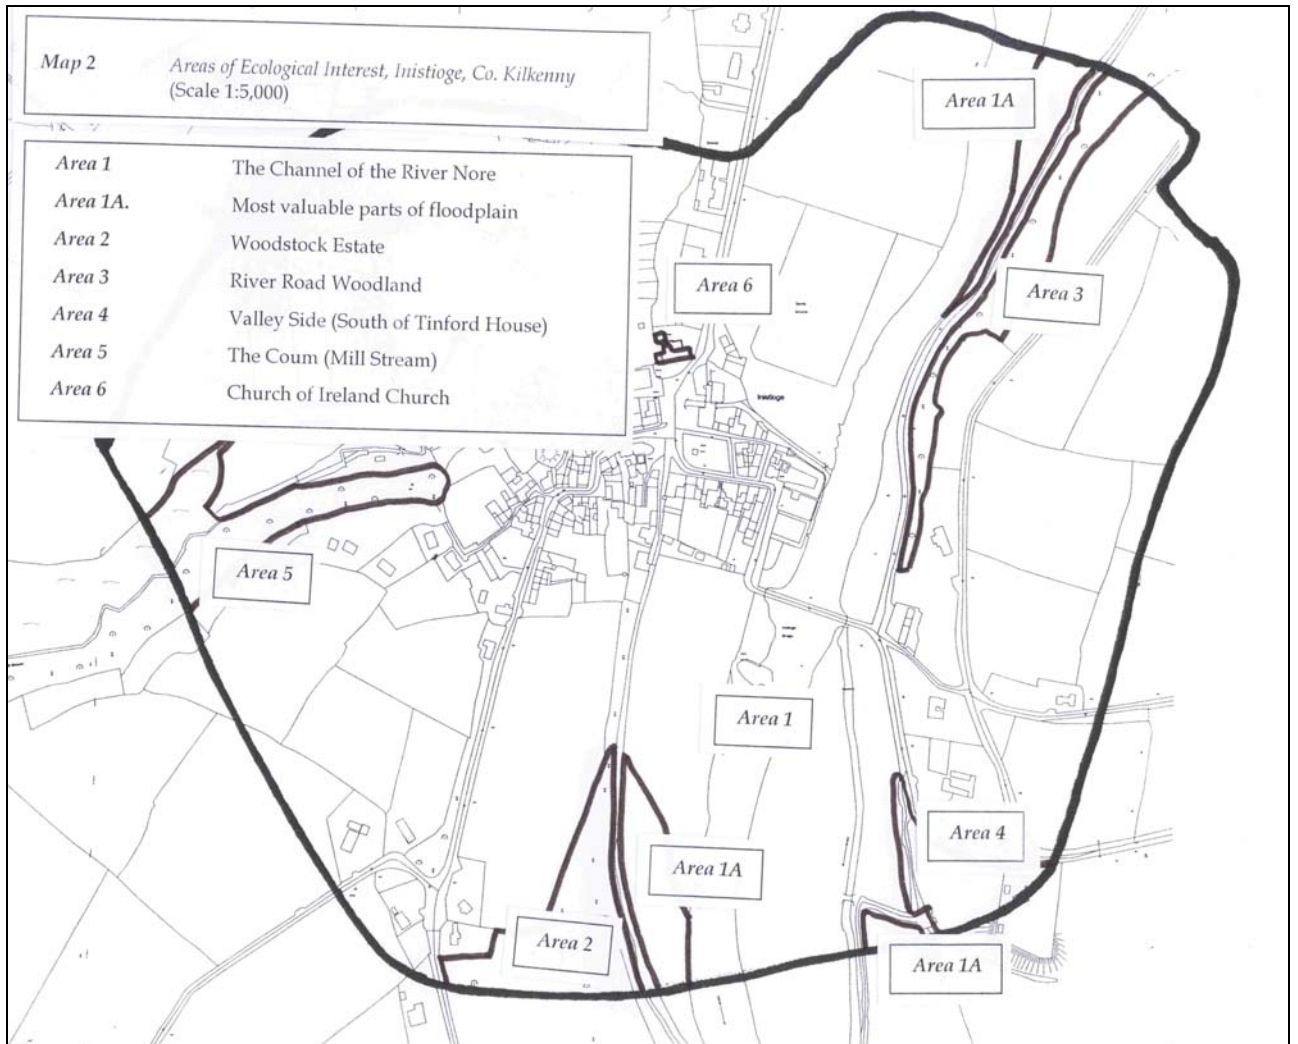 Map 2 Areas of Ecological Interest, Inistioge, Co. Kilkenny
(Scale 1:5,000)
Area 1 The Channel of the River Nore
Area 1A. Most valuable parts of floodplain
Area 2 Woodstock Estate
Area 3 River Road Woodland
Area 4 Valley Side (South of Tinford House)
Area 5 The Coum (Mill Stream)
Area 6 Church of Ireland Church
Area 1A
Area 6
Area 3
Inistioge
Area 5
Area 1
Area 4
Area 1A
Area 2
Area 1A